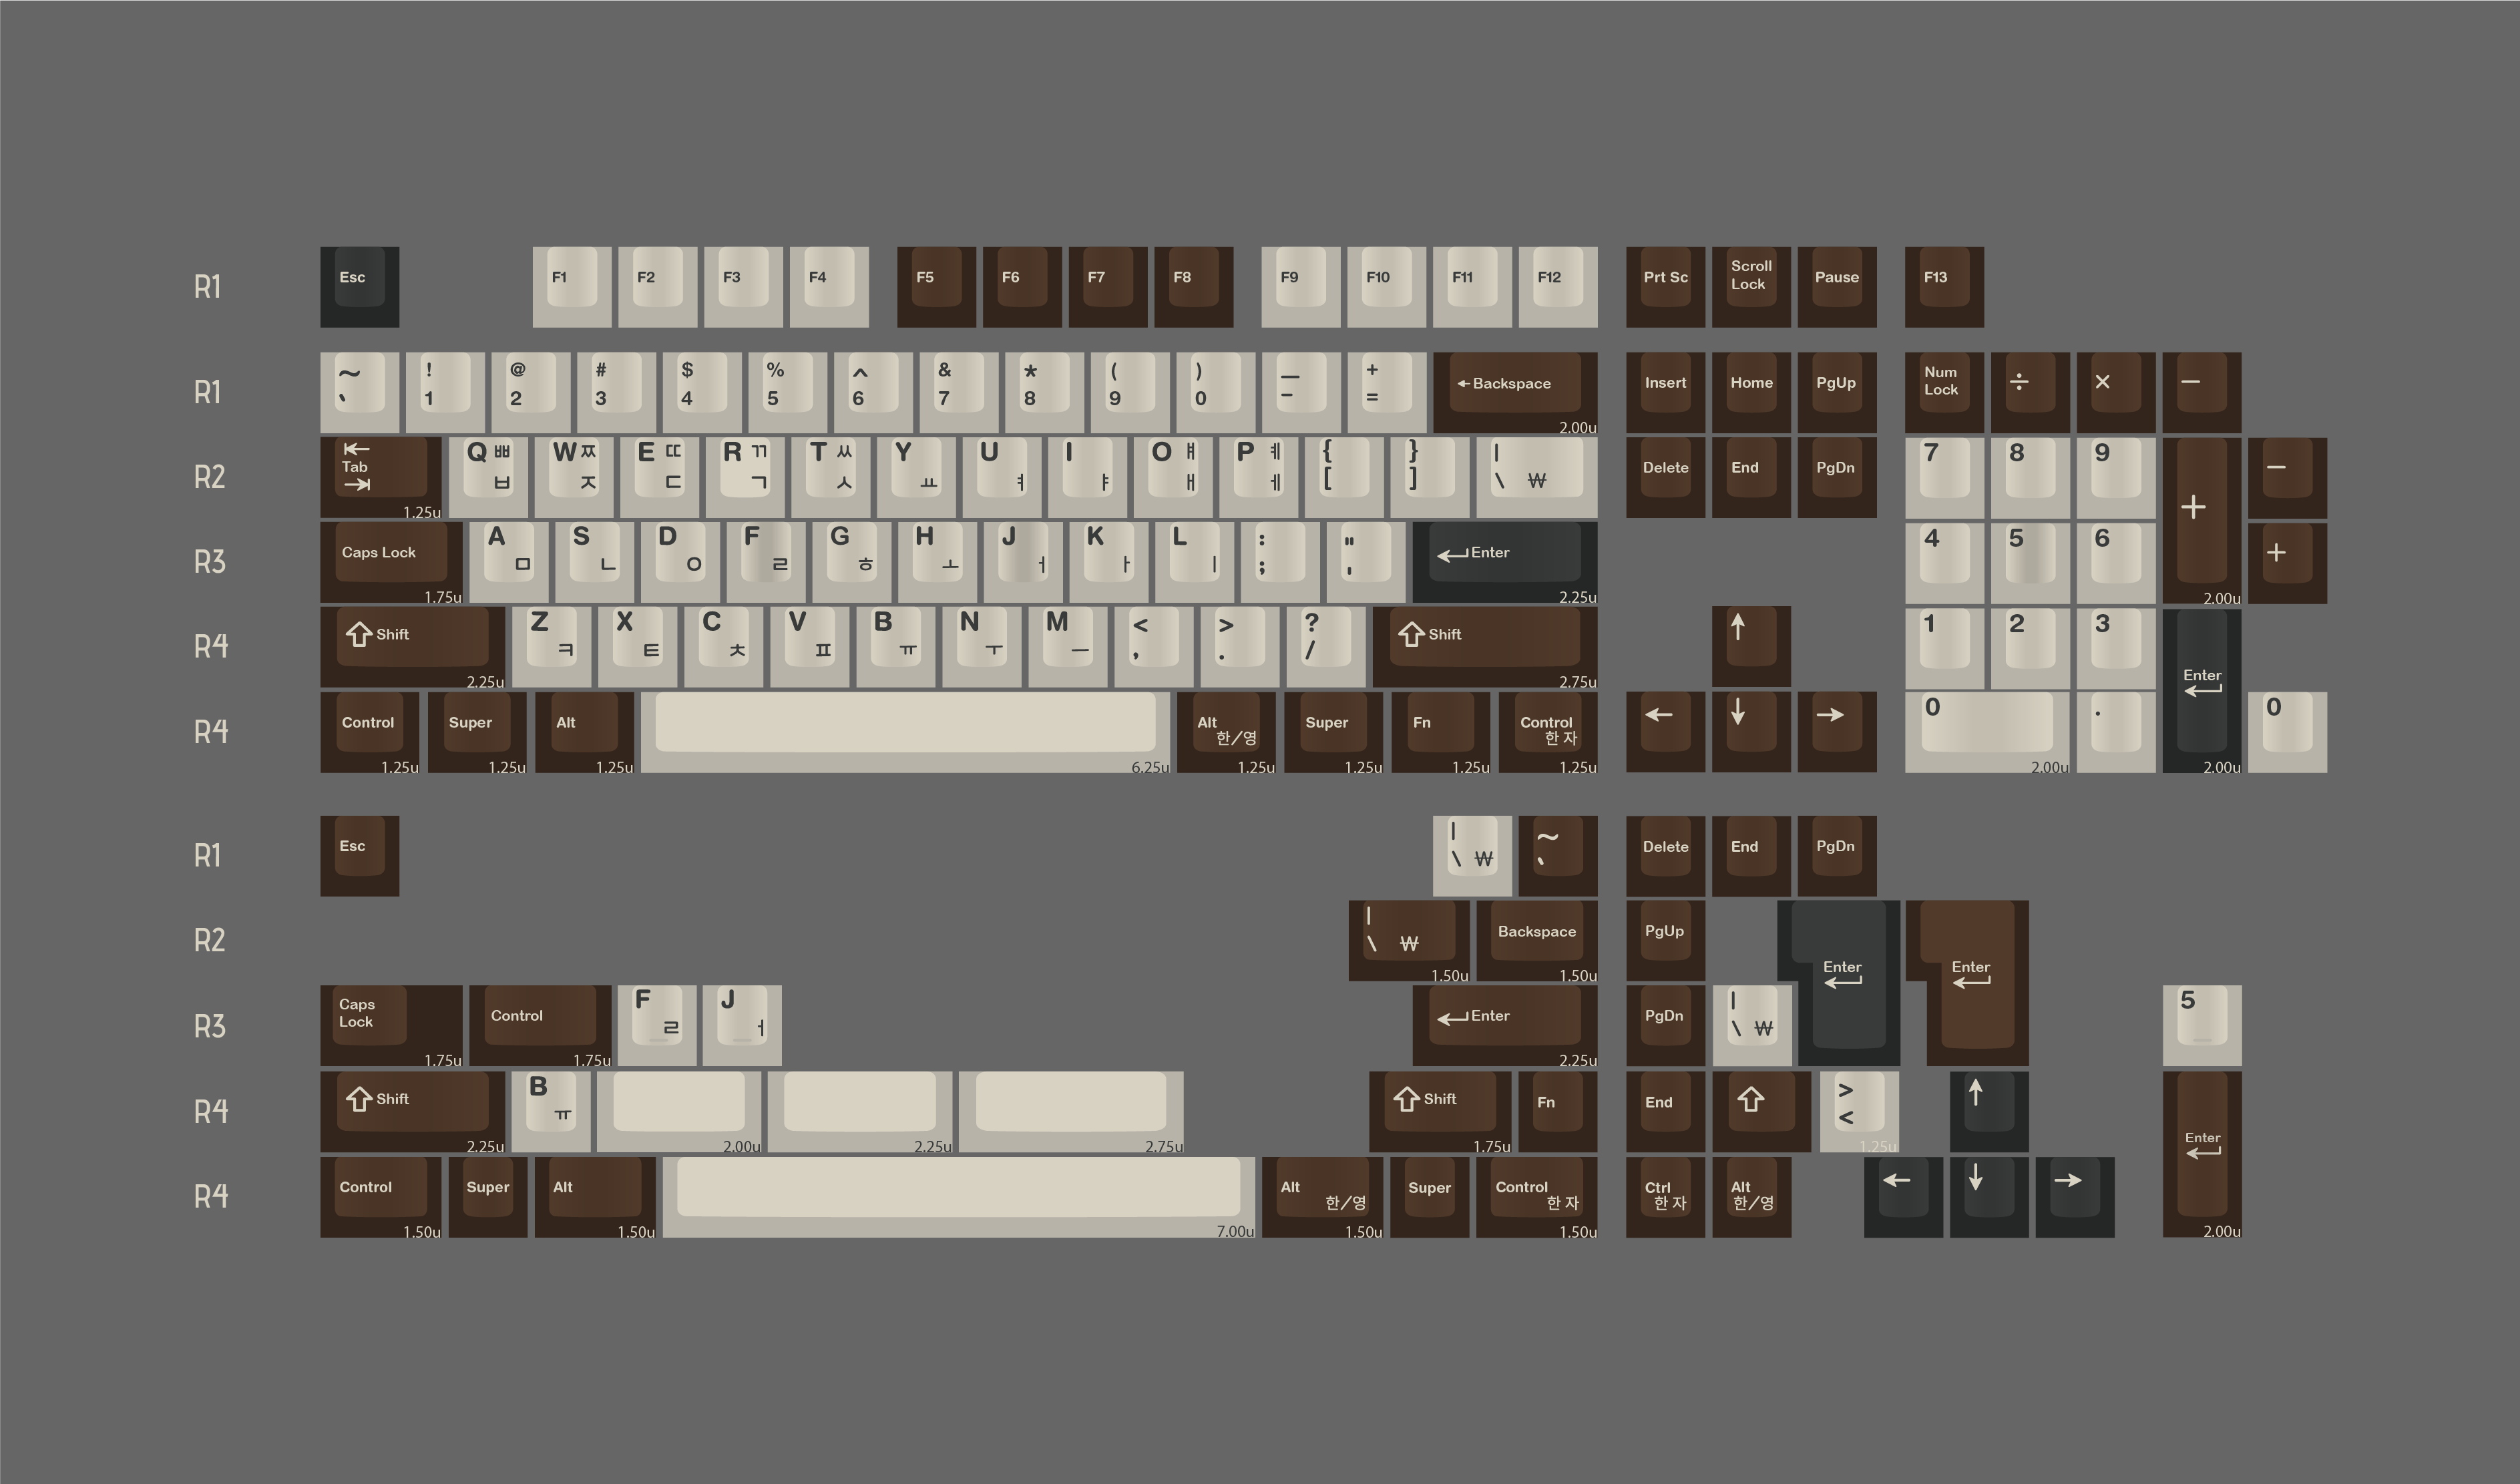 R1 Esc F1 F2 F3 F4 F5 F6 F7 F8 F9 F10 F11 F12 Prt Sc Scroll Lock Pause F13
R1 ~ ` ! 1 @ 2 # 3 $ 4 % 5 ^ 6 & 7 * 8 ( 9 ) 0 — - + = ← Backspace 2.00u Insert Home PgUp Num Lock ÷ × −
R2 ⇤ Tab ⇥ 1.25u Q ㅃ ㅂ W ㅉ ㅈ E ㄸ ㄷ R ㄲ ㄱ T ㅆ ㅅ Y ㅛ U ㅕ I ㅑ O ㅒ ㅐ P ㅖ ㅔ { [ } ] | \ ₩ Delete End PgDn 7 8 9 + 2.00u −
R3 Caps Lock 1.75u A ㅁ S ㄴ D ㅇ F ㄹ G ㅎ H ㅗ J ㅓ K ㅏ L ㅣ : ; " ' ↵ Enter 2.25u 4 5 6 +
R4 ⇧ Shift 2.25u Z ㅋ X ㅌ C ㅊ V ㅍ B ㅠ N ㅜ M ㅡ < , > . ? / ⇧ Shift 2.75u ↑ 1 2 3 Enter ↵ 2.00u
R4 Control 1.25u Super 1.25u Alt 1.25u 6.25u Alt 한/영 1.25u Super 1.25u Fn 1.25u Control 한자 1.25u ← ↓ → 0 2.00u . 0
R1 Esc | \ ₩ ~ ` Delete End PgDn
R2 | \ ₩ 1.50u Backspace 1.50u PgUp Enter ↵ Enter ↵
R3 Caps Lock 1.75u Control 1.75u F ㄹ J ㅓ ↵ Enter 2.25u PgDn | \ ₩ 5
R4 ⇧ Shift 2.25u B ㅠ 2.00u 2.25u 2.75u ⇧ Shift 1.75u Fn End ⇧ > < 1.25u ↑ Enter ↵ 2.00u
R4 Control 1.50u Super Alt 1.50u 7.00u Alt 한/영 1.50u Super Control 한자 1.50u Ctrl 한자 Alt 한/영 ← ↓ →